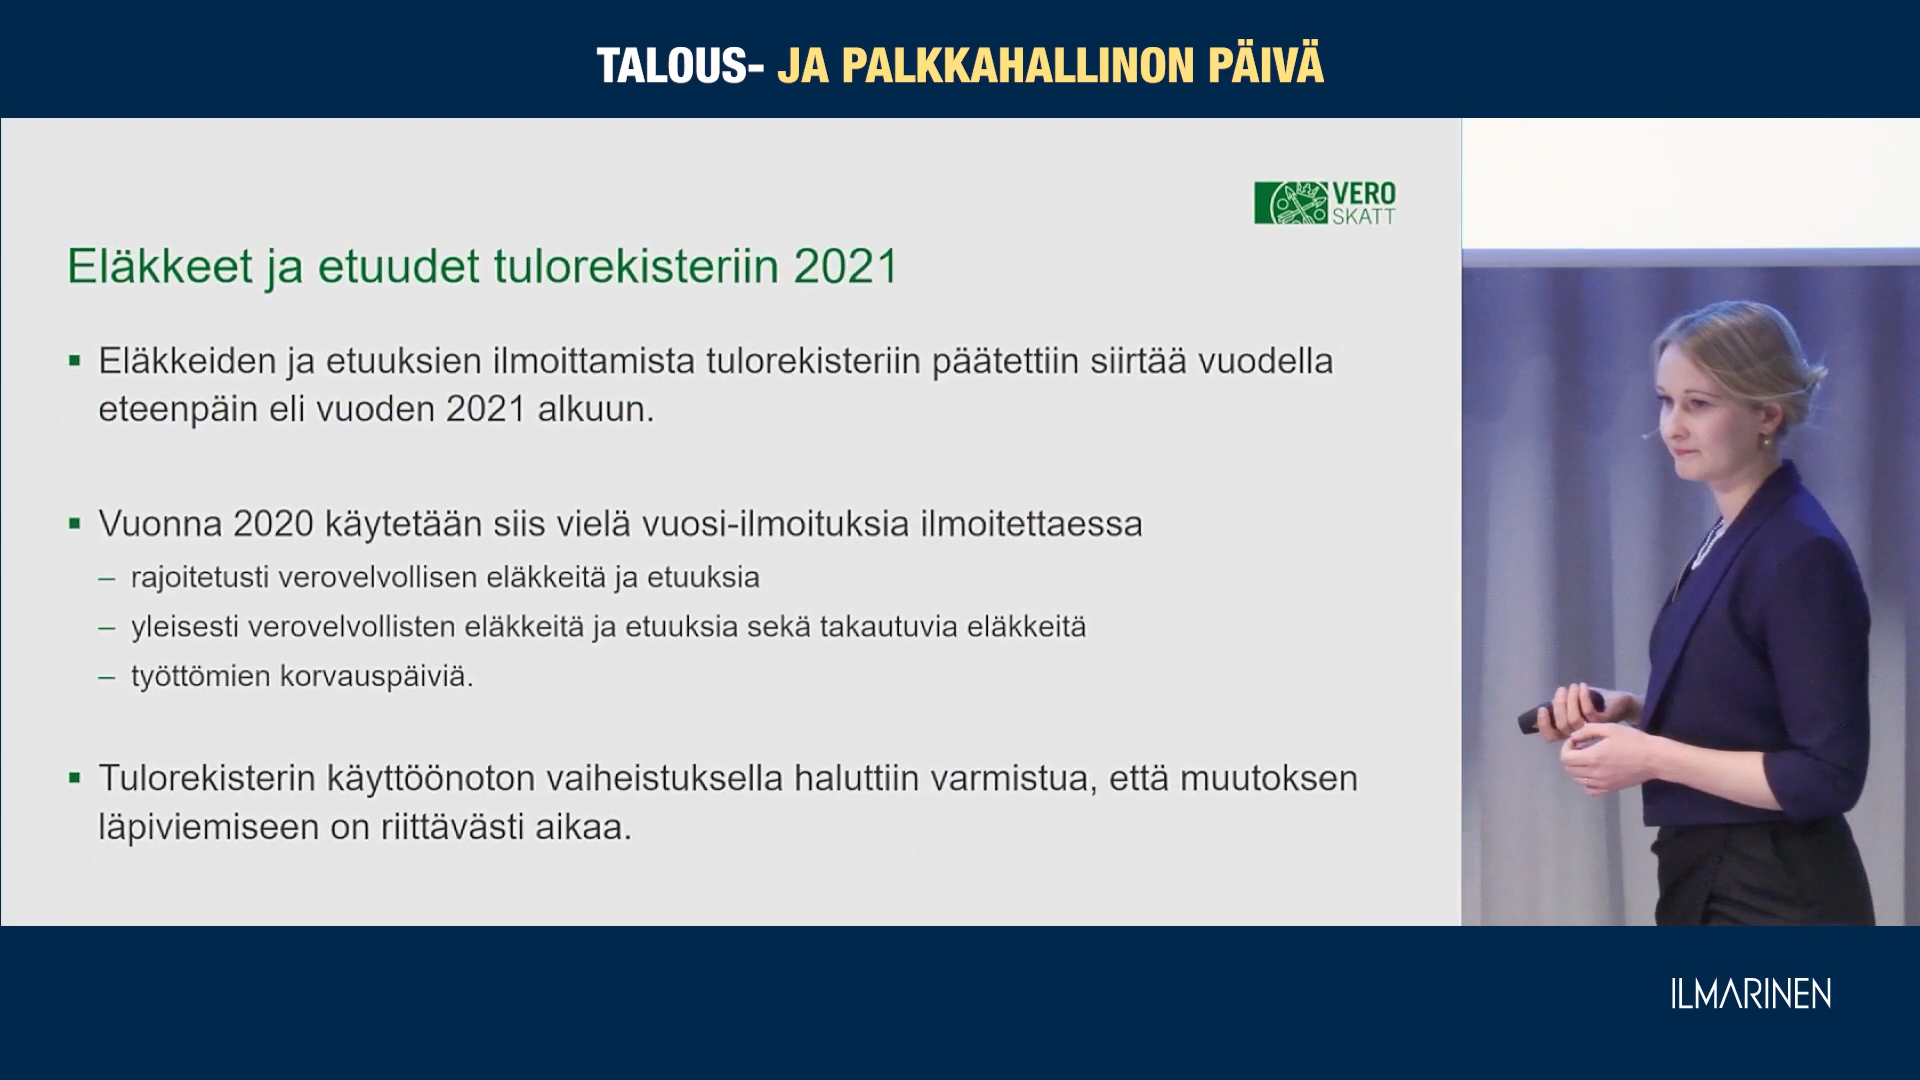 TALOUS- JA PALKKAHALLINON PÄIVÄ
VERO
SKATT
Eläkkeet ja etuudet tulorekisteriin 2021
▪ Eläkkeiden ja etuuksien ilmoittamista tulorekisteriin päätettiin siirtää vuodella
eteenpäin eli vuoden 2021 alkuun.
▪ Vuonna 2020 käytetään siis vielä vuosi-ilmoituksia ilmoitettaessa
– rajoitetusti verovelvollisen eläkkeitä ja etuuksia
– yleisesti verovelvollisten eläkkeitä ja etuuksia sekä takautuvia eläkkeitä
– työttömien korvauspäiviä.
▪ Tulorekisterin käyttöönoton vaiheistuksella haluttiin varmistua, että muutoksen
läpiviemiseen on riittävästi aikaa.
ILMARINEN